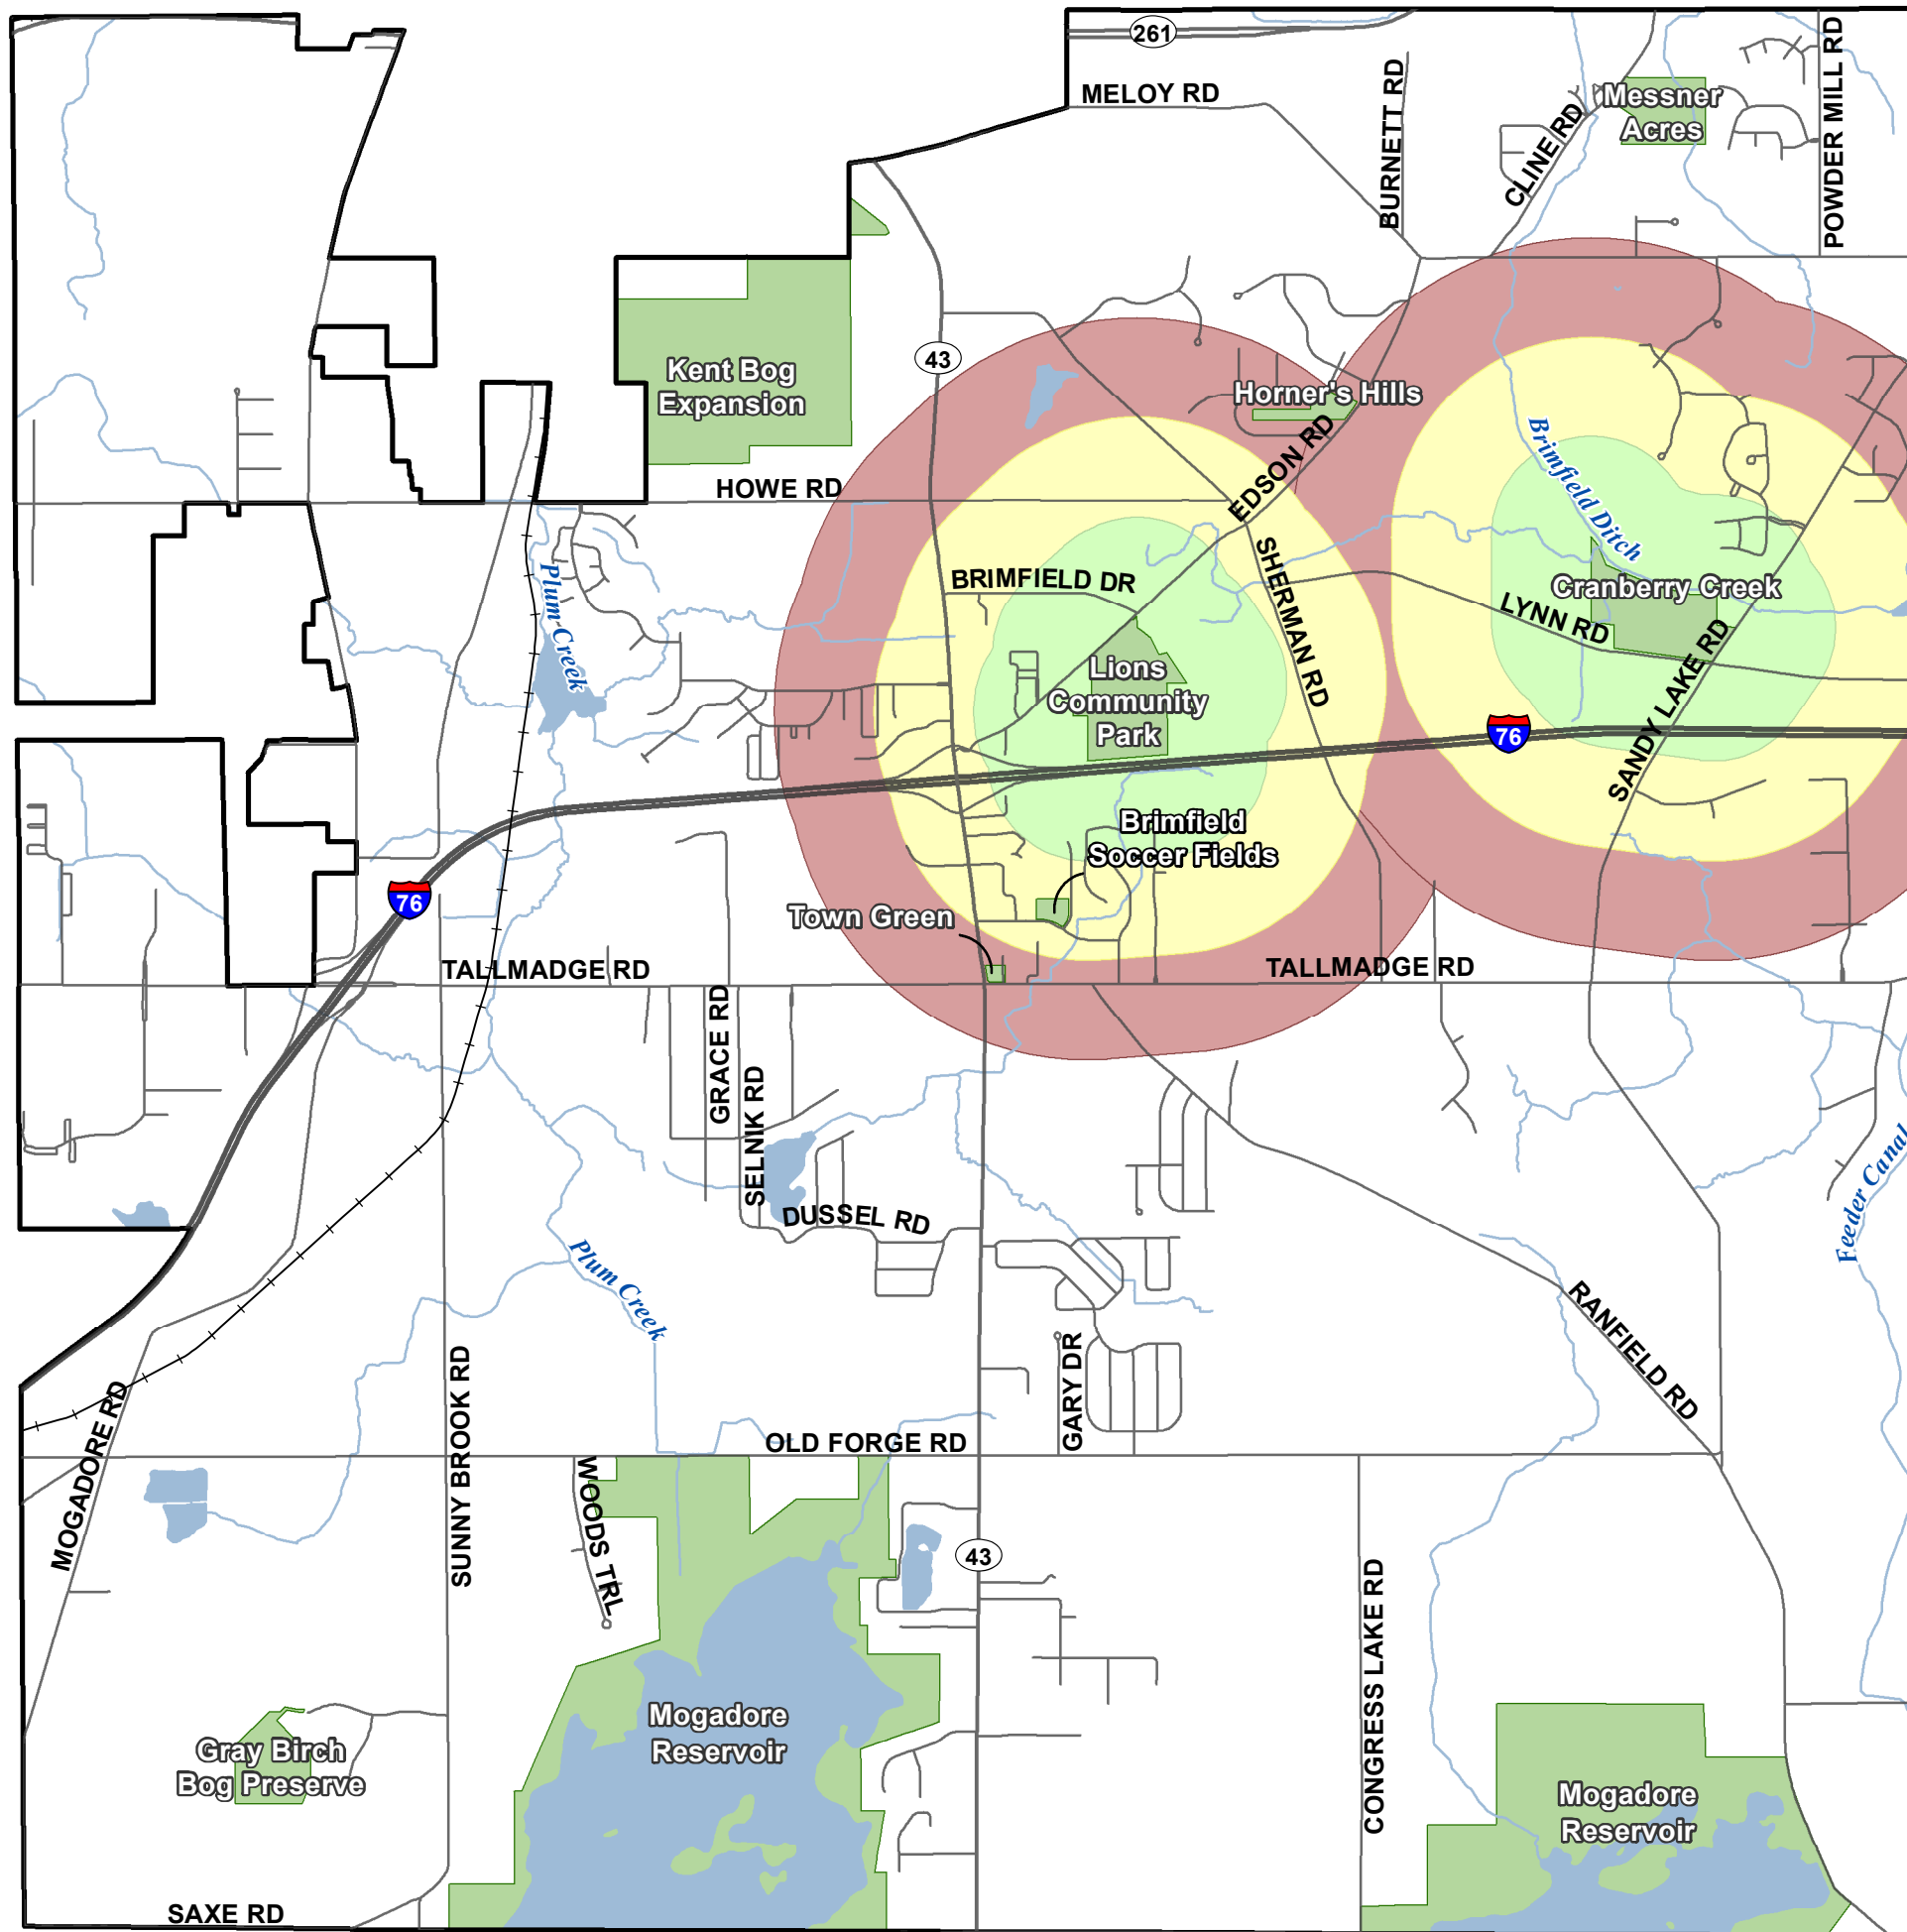 261
MELOY RD
BURNETT RD
CLINE RD
Messner
Acres
POWDER MILL RD
43
Kent Bog
Expansion
Horner's Hills
EDSON RD
HOWE RD
Brimfield Ditch
Plum Creek
BRIMFIELD DR
SHERMAN RD
Cranberry Creek
LYNN RD
SANDY LAKE RD
Lions
Community
Park
76
Brimfield
Soccer Fields
76
Town Green
TALLMADGE RD
TALLMADGE RD
GRACE RD
SELNIK RD
DUSSEL RD
Feeder Canal
Plum Creek
RANFIELD RD
GARY DR
MOGADORE RD
SUNNY BROOK RD
OLD FORGE RD
WOODS TRL
43
CONGRESS LAKE RD
Mogadore
Reservoir
Gray Birch
Bog Preserve
Mogadore
Reservoir
SAXE RD